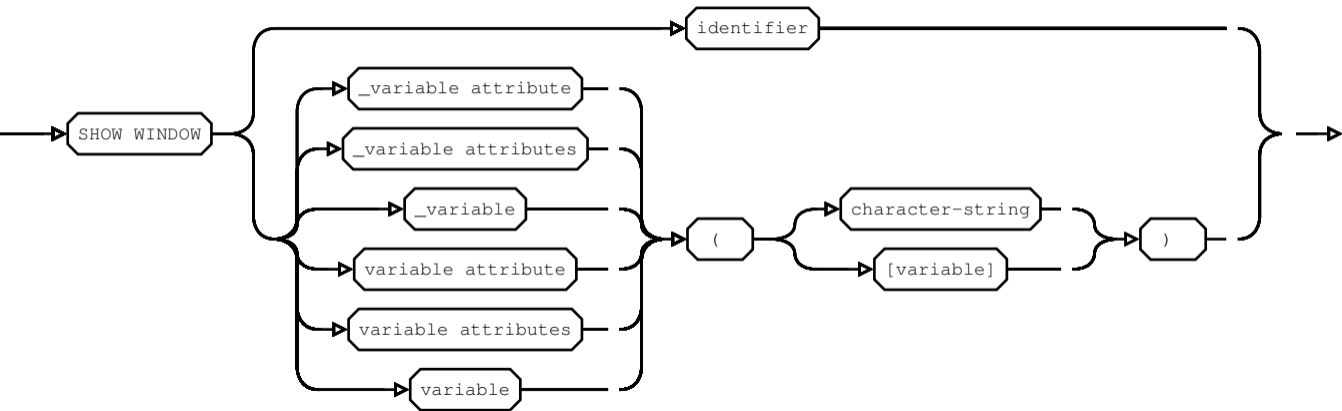 identifier
_variable attribute
SHOW WINDOW
_variable attributes
_variable
character-string
(
)
variable attribute
[variable]
variable attributes
variable